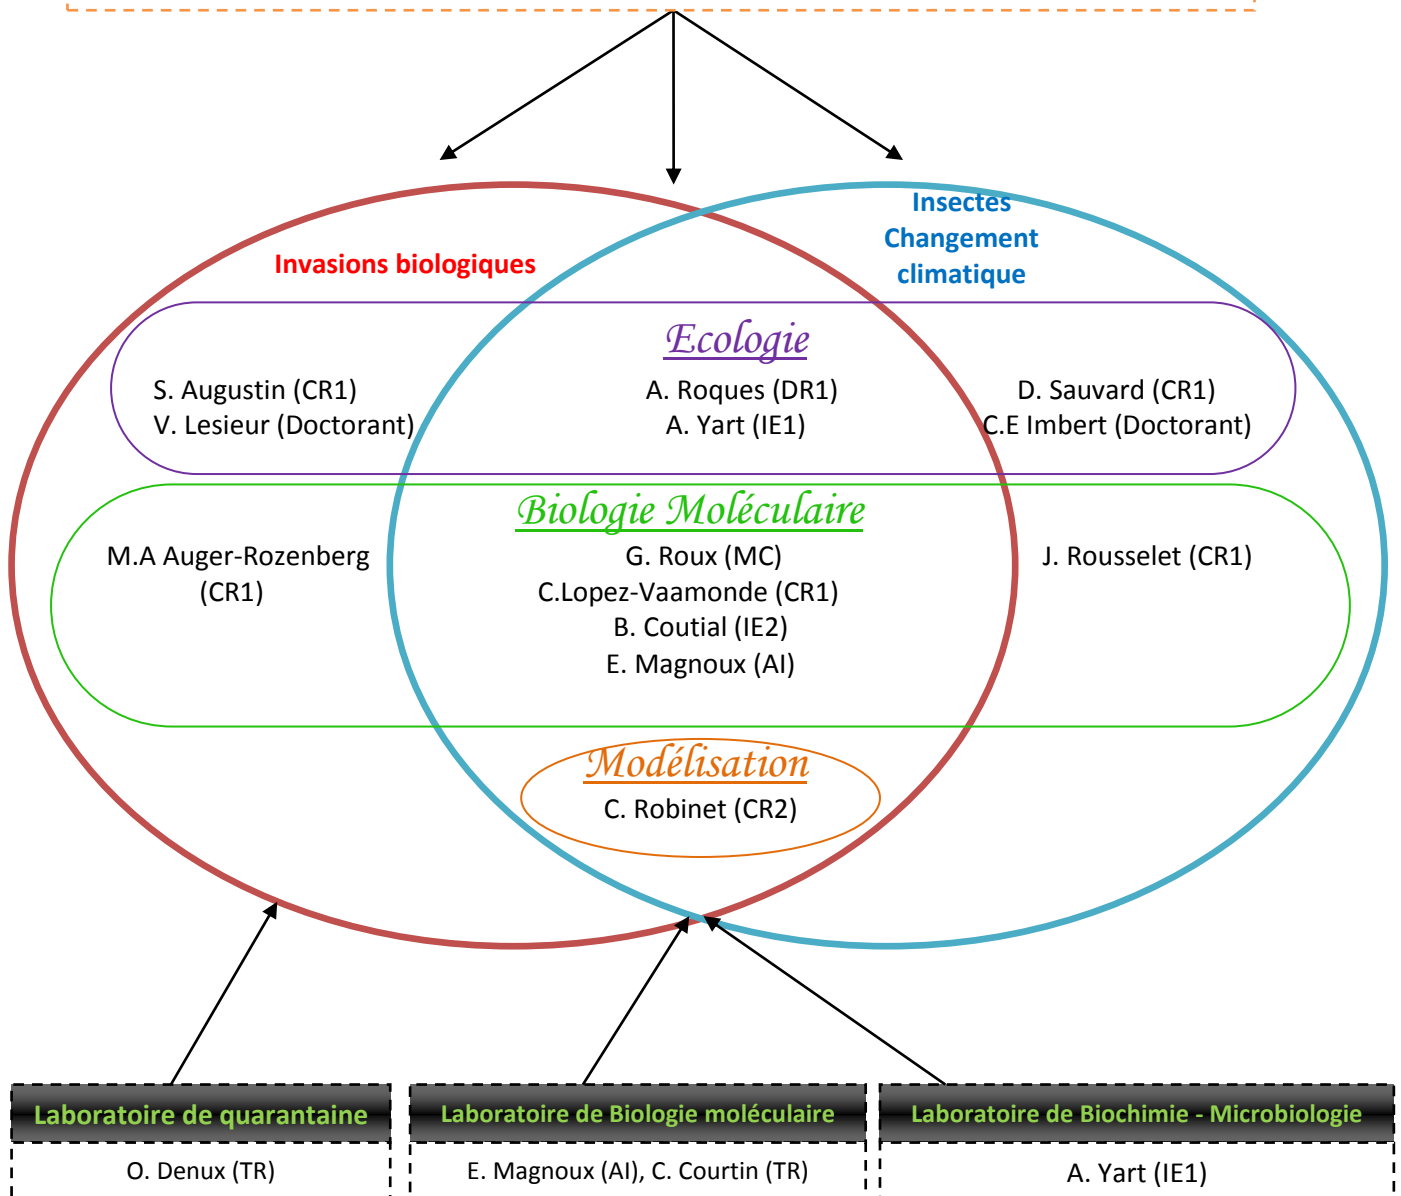 Insectes
Changement
climatique
Invasions biologiques
Ecologie
S. Augustin (CR1)
V. Lesieur (Doctorant)
A. Roques (DR1)
A. Yart (IE1)
D. Sauvard (CR1)
C.E Imbert (Doctorant)
Biologie Moléculaire
M.A Auger-Rozenberg
(CR1)
G. Roux (MC)
C.Lopez-Vaamonde (CR1)
B. Coutial (IE2)
E. Magnoux (AI)
J. Rousselet (CR1)
Modélisation
C. Robinet (CR2)
Laboratoire de quarantaine
O. Denux (TR)
Laboratoire de Biologie moléculaire
E. Magnoux (AI), C. Courtin (TR)
Laboratoire de Biochimie - Microbiologie
A. Yart (IE1)